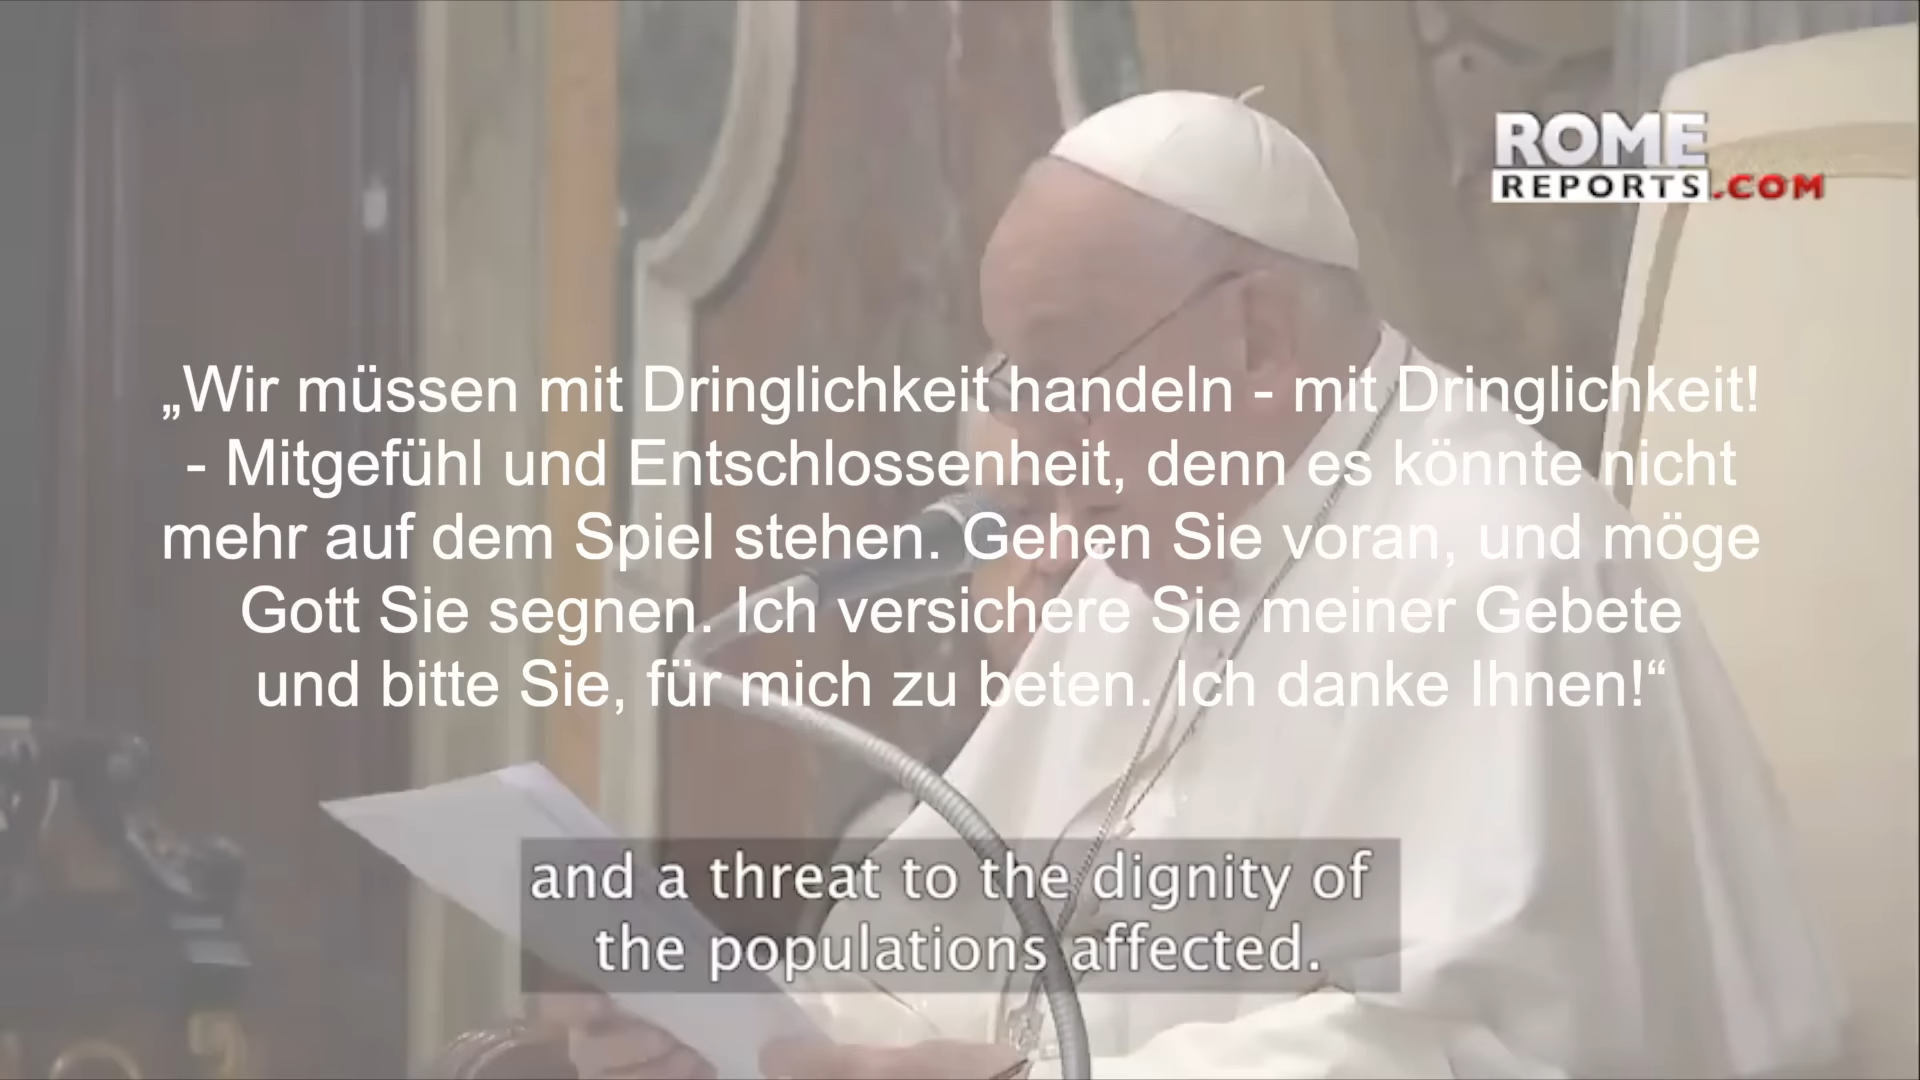 ROME
REPORTS.COM
„Wir müssen mit Dringlichkeit handeln - mit Dringlichkeit!
- Mitgefühl und Entschlossenheit, denn es könnte nicht
mehr auf dem Spiel stehen. Gehen Sie voran, und möge
Gott Sie segnen. Ich versichere Sie meiner Gebete
und bitte Sie, für mich zu beten. Ich danke Ihnen!“
and a threat to the dignity of
the populations affected.